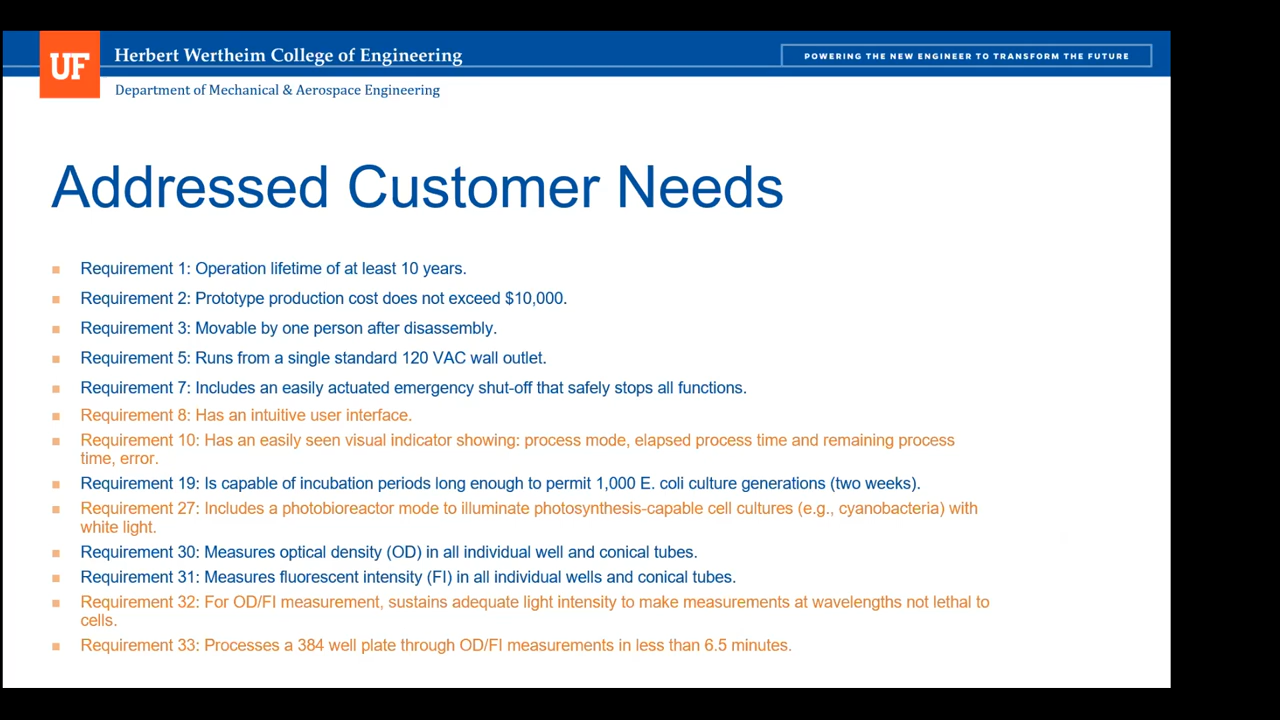 UF
Herbert Wertheim College of Engineering
POWERING THE NEW ENGINEER TO TRANSFORM THE FUTURE
Department of Mechanical & Aerospace Engineering
Addressed Customer Needs
Requirement 1: Operation lifetime of at least 10 years.
Requirement 2: Prototype production cost does not exceed $10,000.
Requirement 3: Movable by one person after disassembly.
Requirement 5: Runs from a single standard 120 VAC wall outlet.
Requirement 7: Includes an easily actuated emergency shut-off that safely stops all functions.
Requirement 8: Has an intuitive user interface.
Requirement 10: Has an easily seen visual indicator showing: process mode, elapsed process time and remaining process
time, error.
Requirement 19: Is capable of incubation periods long enough to permit 1,000 E. coli culture generations (two weeks).
Requirement 27: Includes a photobioreactor mode to illuminate photosynthesis-capable cell cultures (e.g., cyanobacteria) with
white light.
Requirement 30: Measures optical density (OD) in all individual well and conical tubes.
Requirement 31: Measures fluorescent intensity (FI) in all individual wells and conical tubes.
Requirement 32: For OD/FI measurement, sustains adequate light intensity to make measurements at wavelengths not lethal to
cells.
Requirement 33: Processes a 384 well plate through OD/FI measurements in less than 6.5 minutes.